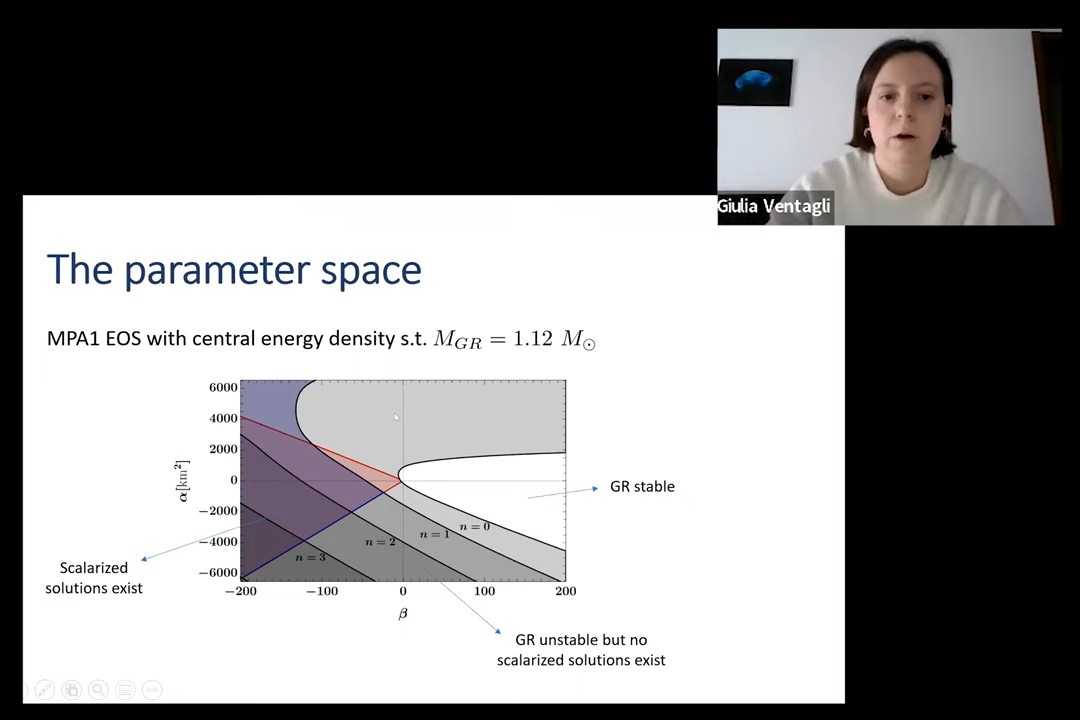 Giulia Ventagli
The parameter space
MPA1 EOS with central energy density s.t. M_{GR} = 1.12 M_⊙
6000
4000
2000
0
−2000
−4000
−6000
α[km²]
−200
−100
0
100
200
β
n = 0
n = 1
n = 2
n = 3
GR stable
Scalarized
solutions exist
GR unstable but no
scalarized solutions exist